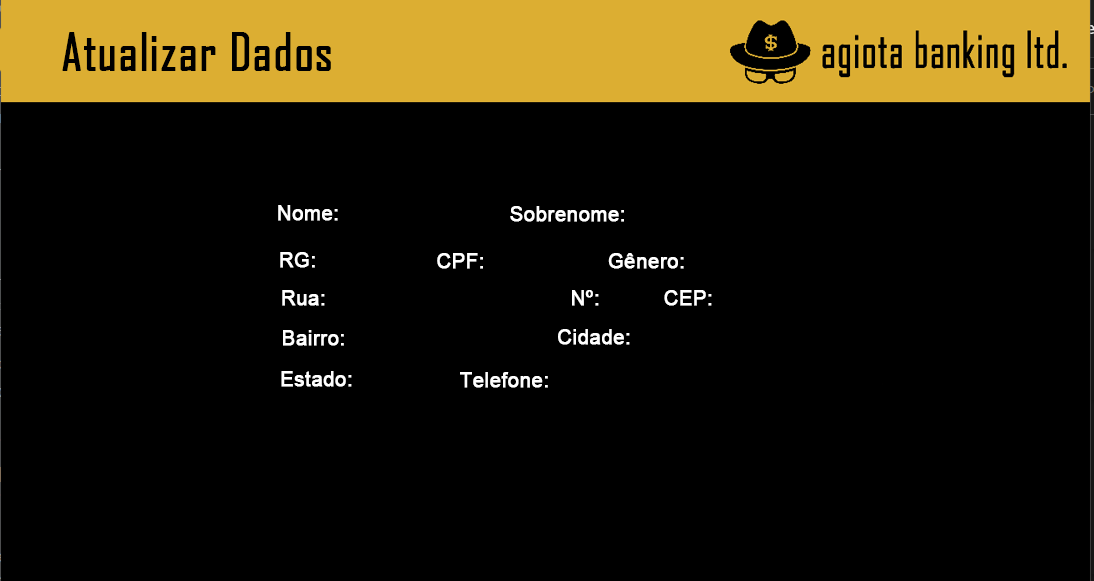 Atualizar Dados
$
agiota banking ltd.
Nome: Sobrenome:
RG: CPF: Gênero:
Rua: Nº: CEP:
Bairro: Cidade:
Estado: Telefone: